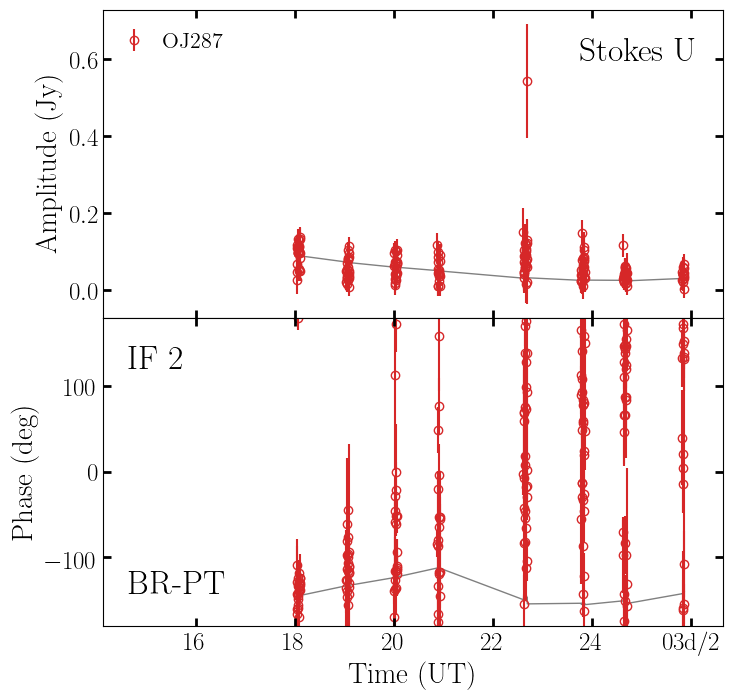 OJ287
Stokes U
Amplitude (Jy)
0.6
0.4
0.2
0.0
IF 2
BR-PT
Phase (deg)
100
0
−100
16 18 20 22 24 03d/2
Time (UT)